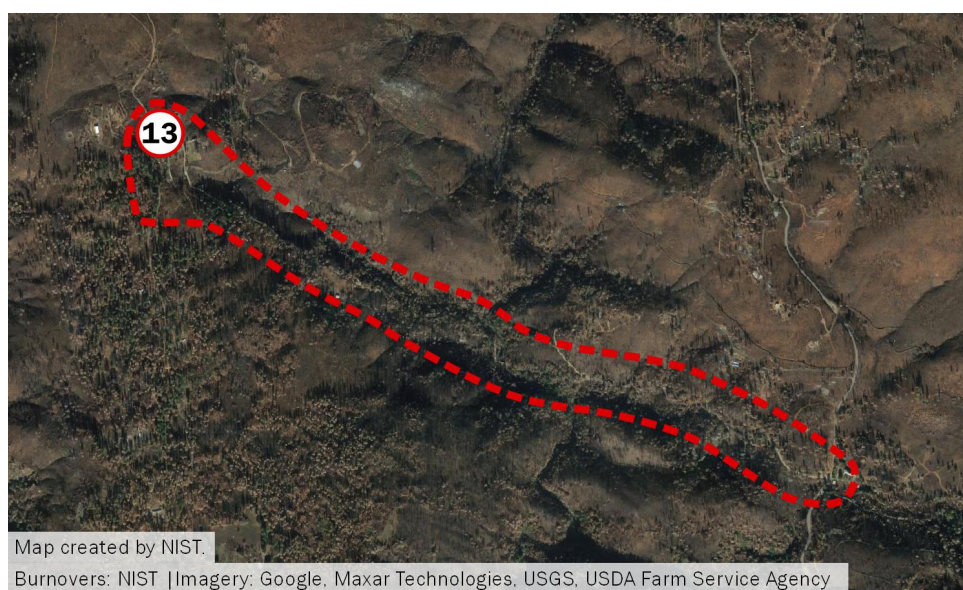 13
Map created by NIST.
Burnovers: NIST |Imagery: Google, Maxar Technologies, USGS, USDA Farm Service Agency